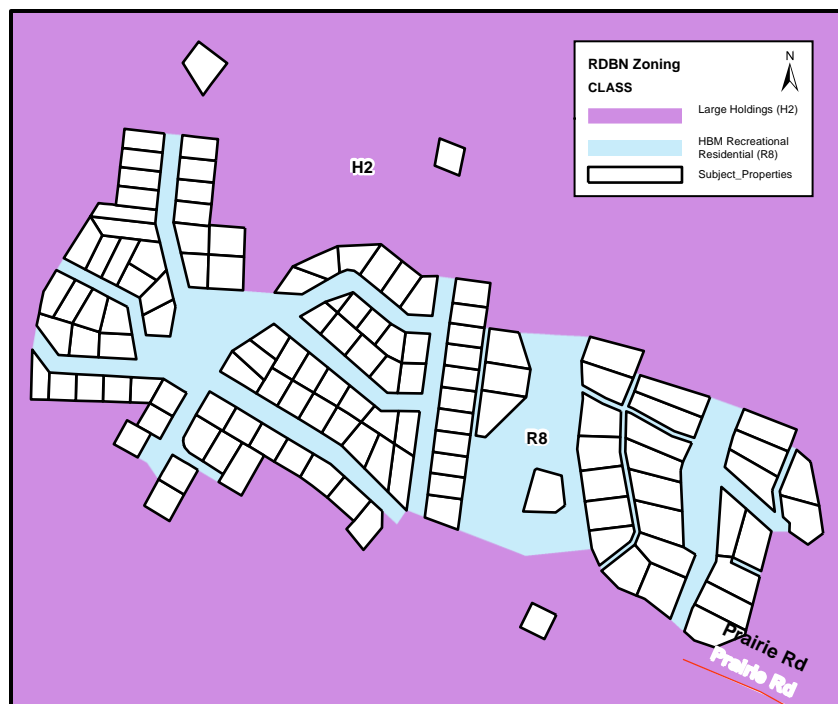 RDBN Zoning
N
CLASS
Large Holdings (H2)
HBM Recreational
Residential (R8)
Subject_Properties
H2
R8
Prairie Rd
Prairie Rd